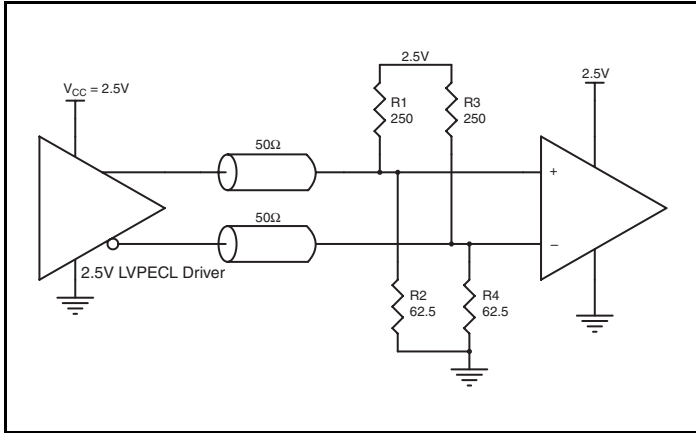 2.5V
V_CC = 2.5V
2.5V
R1
250
R3
250
50Ω
+
50Ω
–
2.5V LVPECL Driver
R2
62.5
R4
62.5